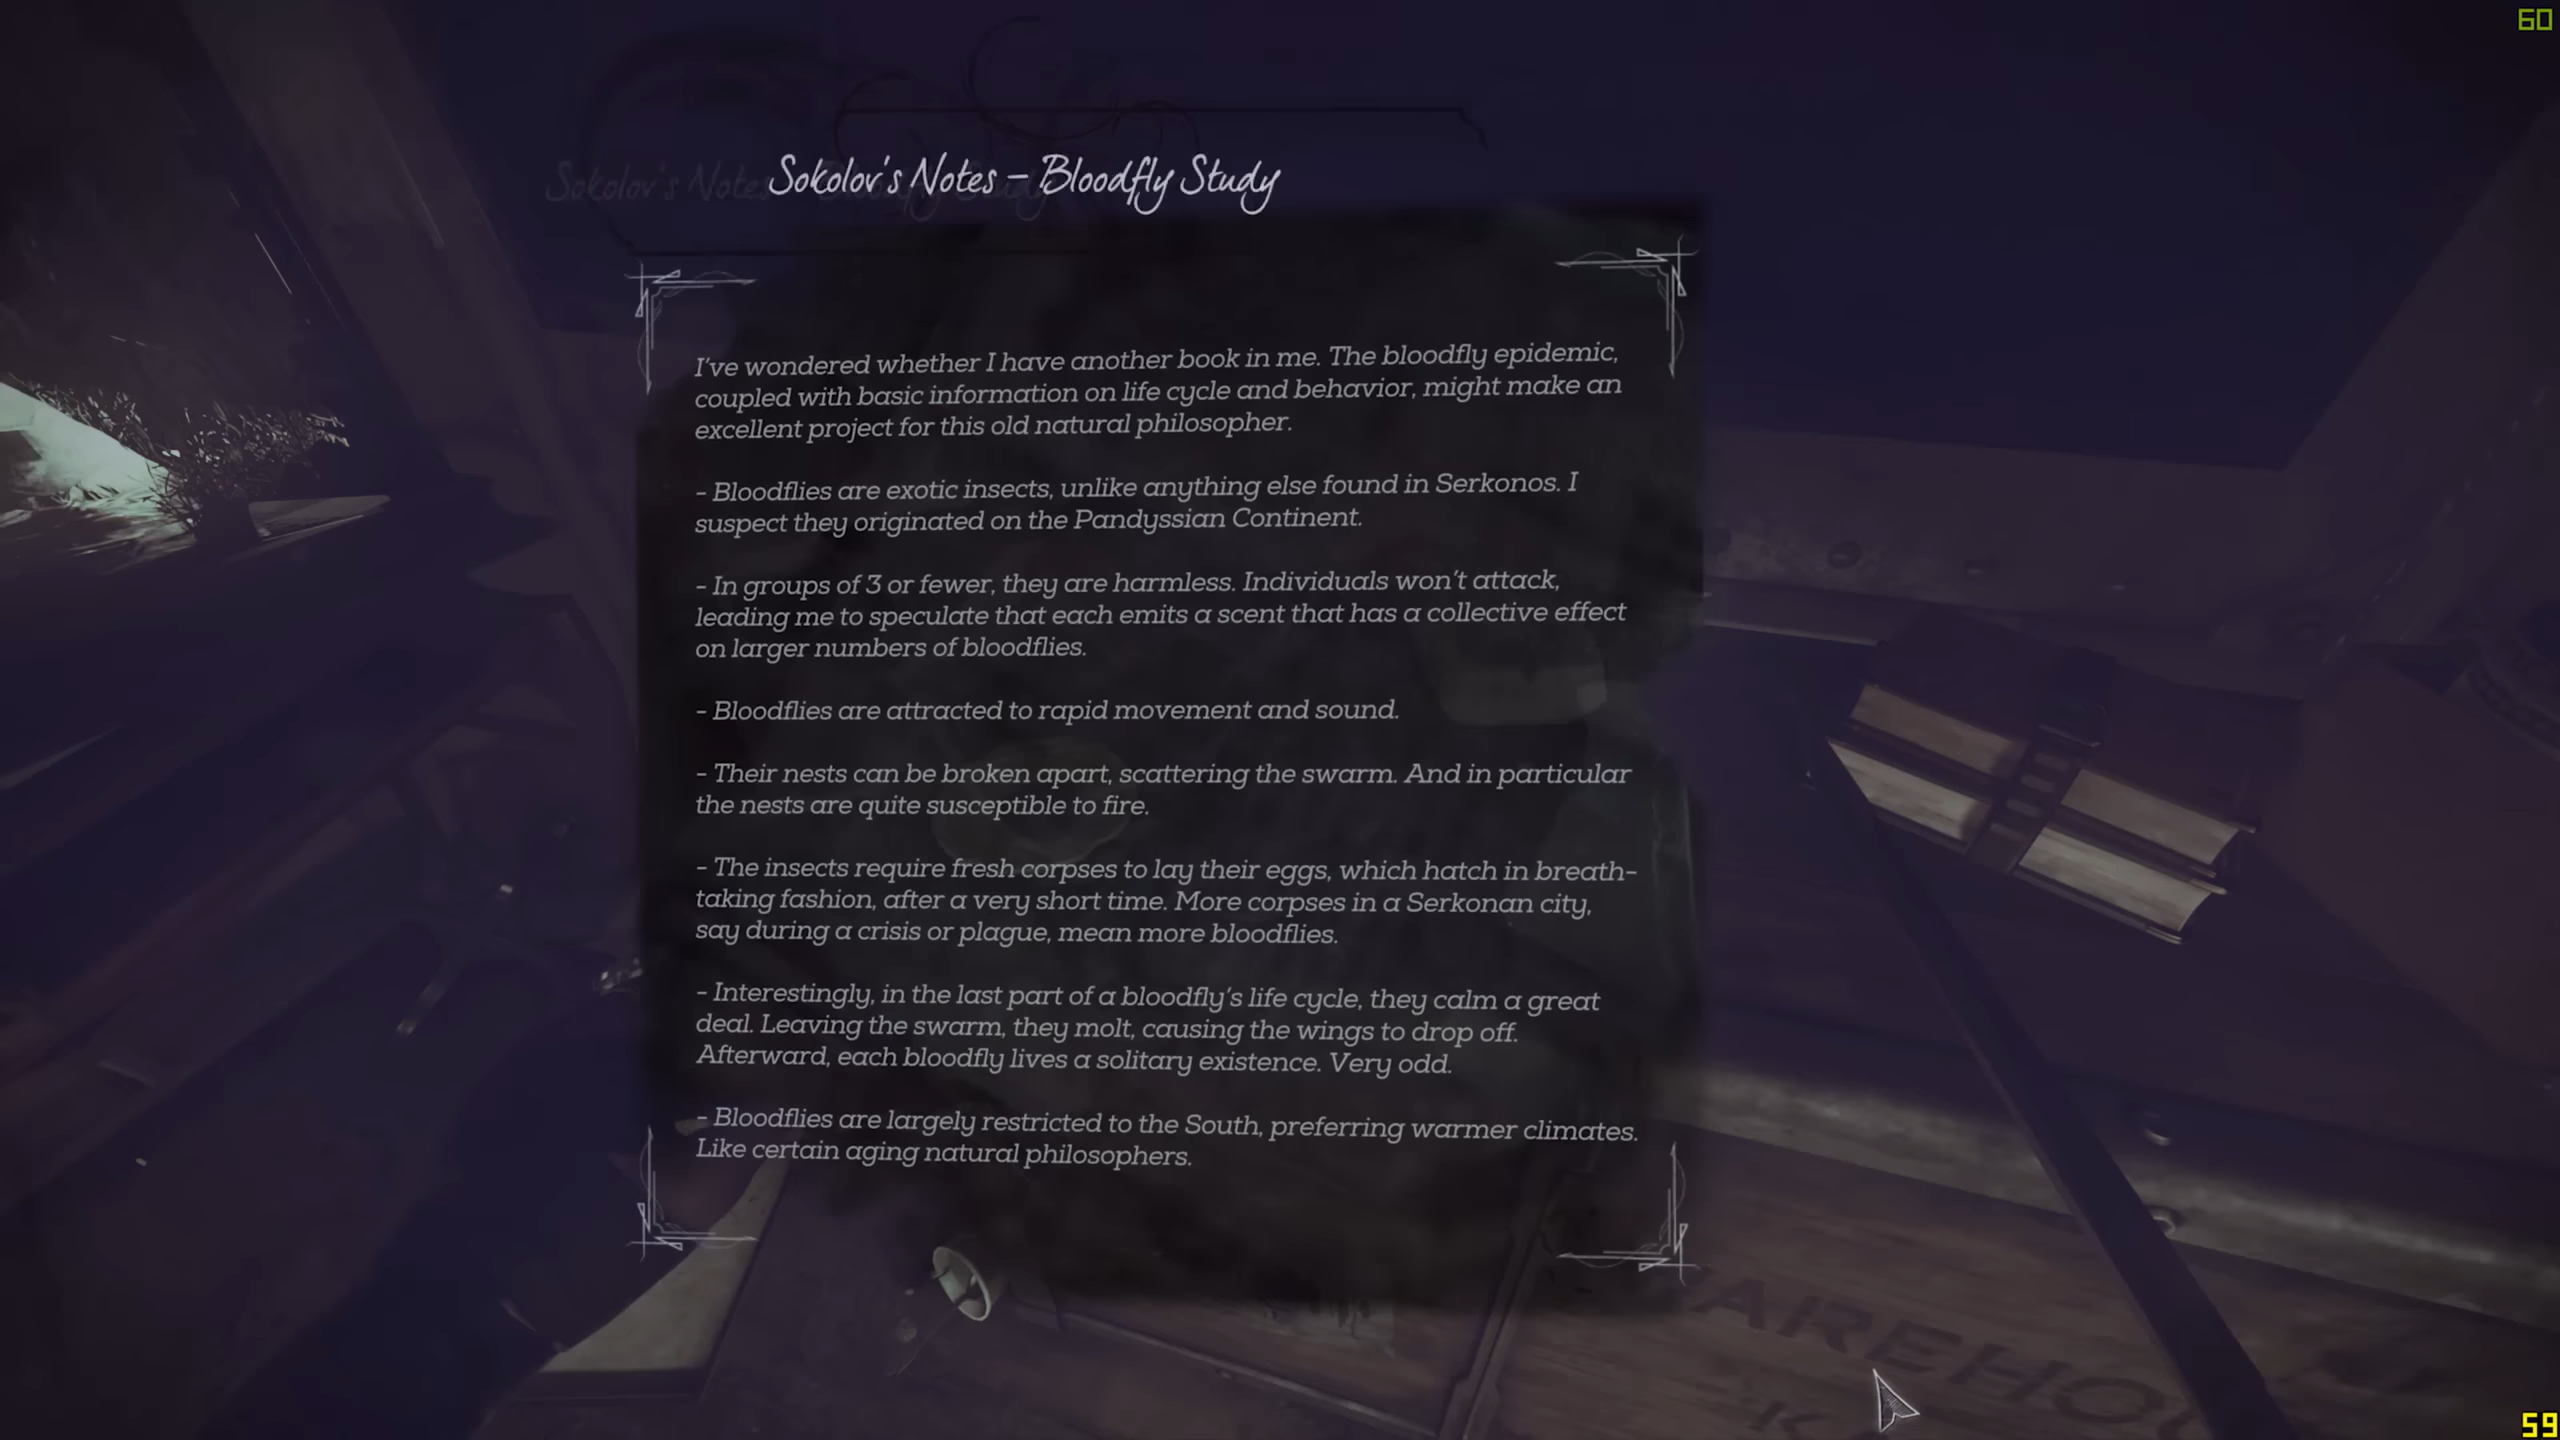 60
Sokolov's Notes – Bloodfly Study
I've wondered whether I have another book in me. The bloodfly epidemic,
coupled with basic information on life cycle and behavior, might make an
excellent project for this old natural philosopher.
- Bloodflies are exotic insects, unlike anything else found in Serkonos. I
suspect they originated on the Pandyssian Continent.
- In groups of 3 or fewer, they are harmless. Individuals won't attack,
leading me to speculate that each emits a scent that has a collective effect
on larger numbers of bloodflies.
- Bloodflies are attracted to rapid movement and sound.
- Their nests can be broken apart, scattering the swarm. And in particular
the nests are quite susceptible to fire.
- The insects require fresh corpses to lay their eggs, which hatch in breath-
taking fashion, after a very short time. More corpses in a Serkonan city,
say during a crisis or plague, mean more bloodflies.
- Interestingly, in the last part of a bloodfly's life cycle, they calm a great
deal. Leaving the swarm, they molt, causing the wings to drop off.
Afterward, each bloodfly lives a solitary existence. Very odd.
- Bloodflies are largely restricted to the South, preferring warmer climates.
Like certain aging natural philosophers.
59